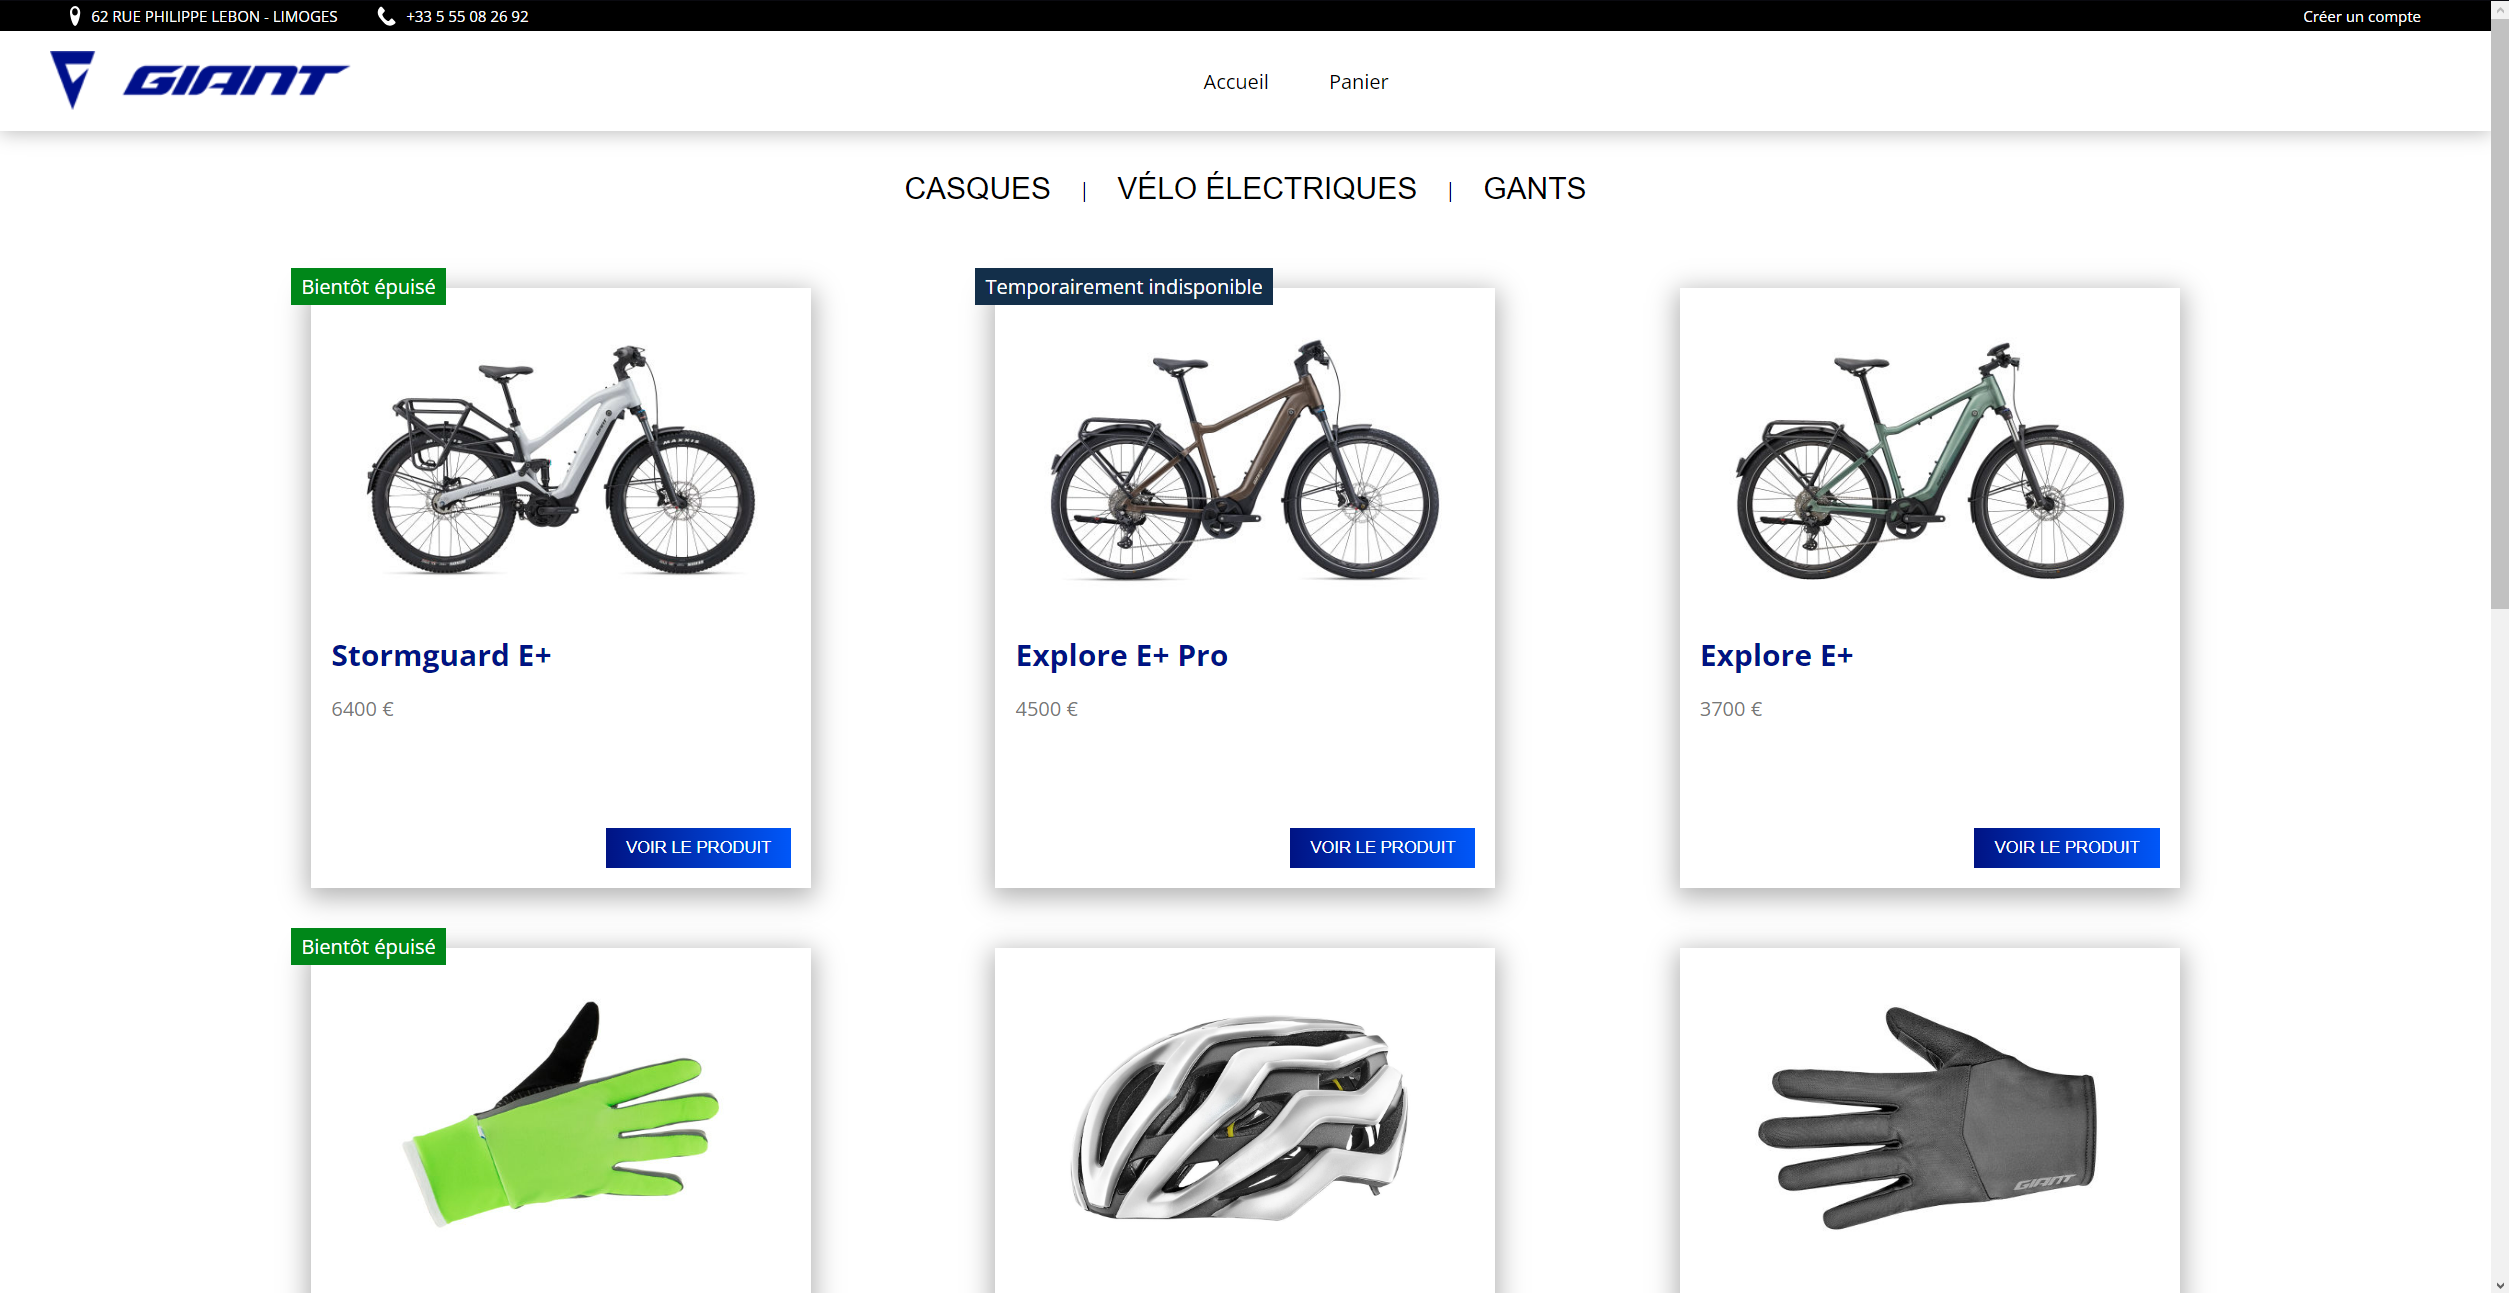 62 RUE PHILIPPE LEBON - LIMOGES +33 5 55 08 26 92 Créer un compte
GIANT Accueil Panier
CASQUES | VÉLO ÉLECTRIQUES | GANTS
Bientôt épuisé Temporairement indisponible
MAXXIS
Stormguard E+ Explore E+ Pro Explore E+
6400 € 4500 € 3700 €
VOIR LE PRODUIT VOIR LE PRODUIT VOIR LE PRODUIT
Bientôt épuisé
GIANT